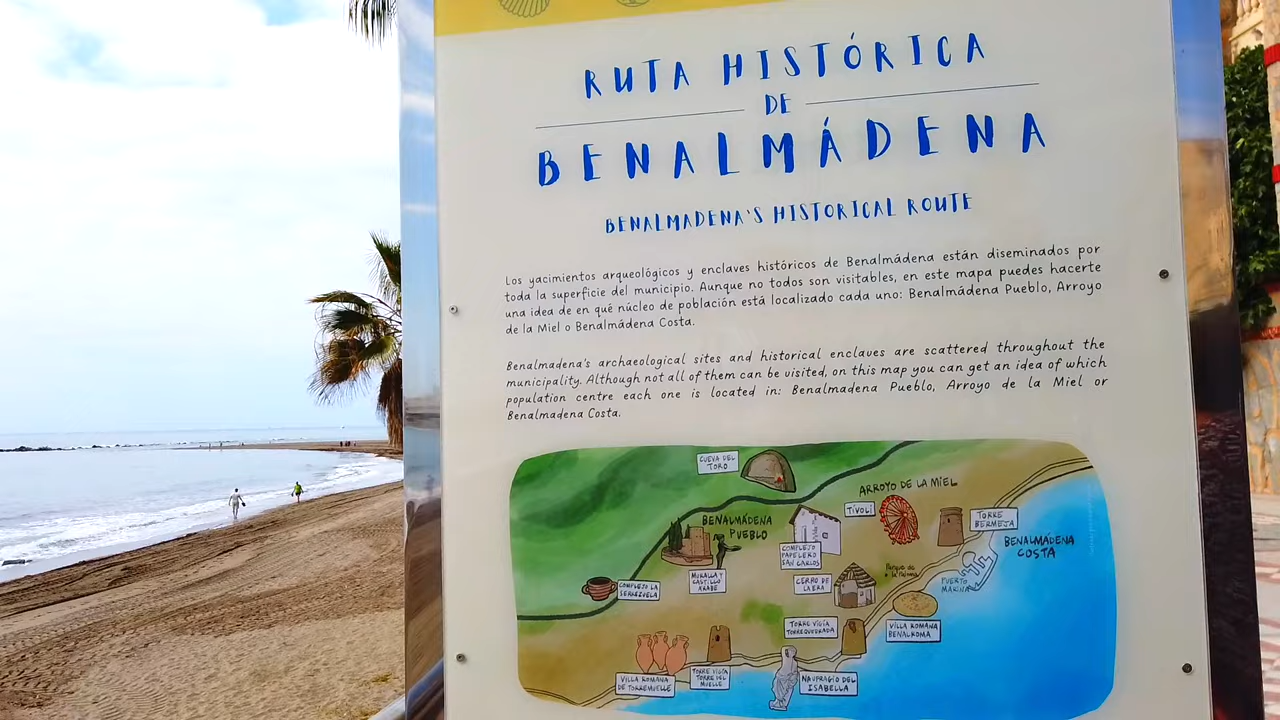 RUTA HISTÓRICA
DE
BENALMÁDENA
BENALMADENA'S HISTORICAL ROUTE
Los yacimientos arqueológicos y enclaves históricos de Benalmádena están diseminados por
toda la superficie del municipio. Aunque no todos son visitables, en este mapa puedes hacerte
una idea de en qué núcleo de población está localizado cada uno: Benalmádena Pueblo, Arroyo
de la Miel o Benalmádena Costa.
Benalmadena's archaeological sites and historical enclaves are scattered throughout the
municipality. Although not all of them can be visited, on this map you can get an idea of which
population centre each one is located in: Benalmadena Pueblo, Arroyo de la Miel or
Benalmadena Costa.
CUEVA DEL
TORO
ARROYO DE LA MIEL
TÍVOLI
TORRE
BERMEJA
BENALMÁDENA
PUEBLO
BENALMÁDENA
COSTA
COMPLEJO
PAPELERO
SAN CARLOS
MURALLA Y
CASTILLO
ARABE
COMPLEJO LA
SERREZUELA
CERRO DE
LA ERA
Parque de
la Paloma
PUERTO
MARINA
TORRE VIGÍA
TORREQUEBRADA
VILLA ROMANA
BENALROMA
VILLA ROMANA
DE TORREMUELLE
TORRE VIGÍA
TORRE DEL
MUELLE
NAUFRAGIO DEL
ISABELLA